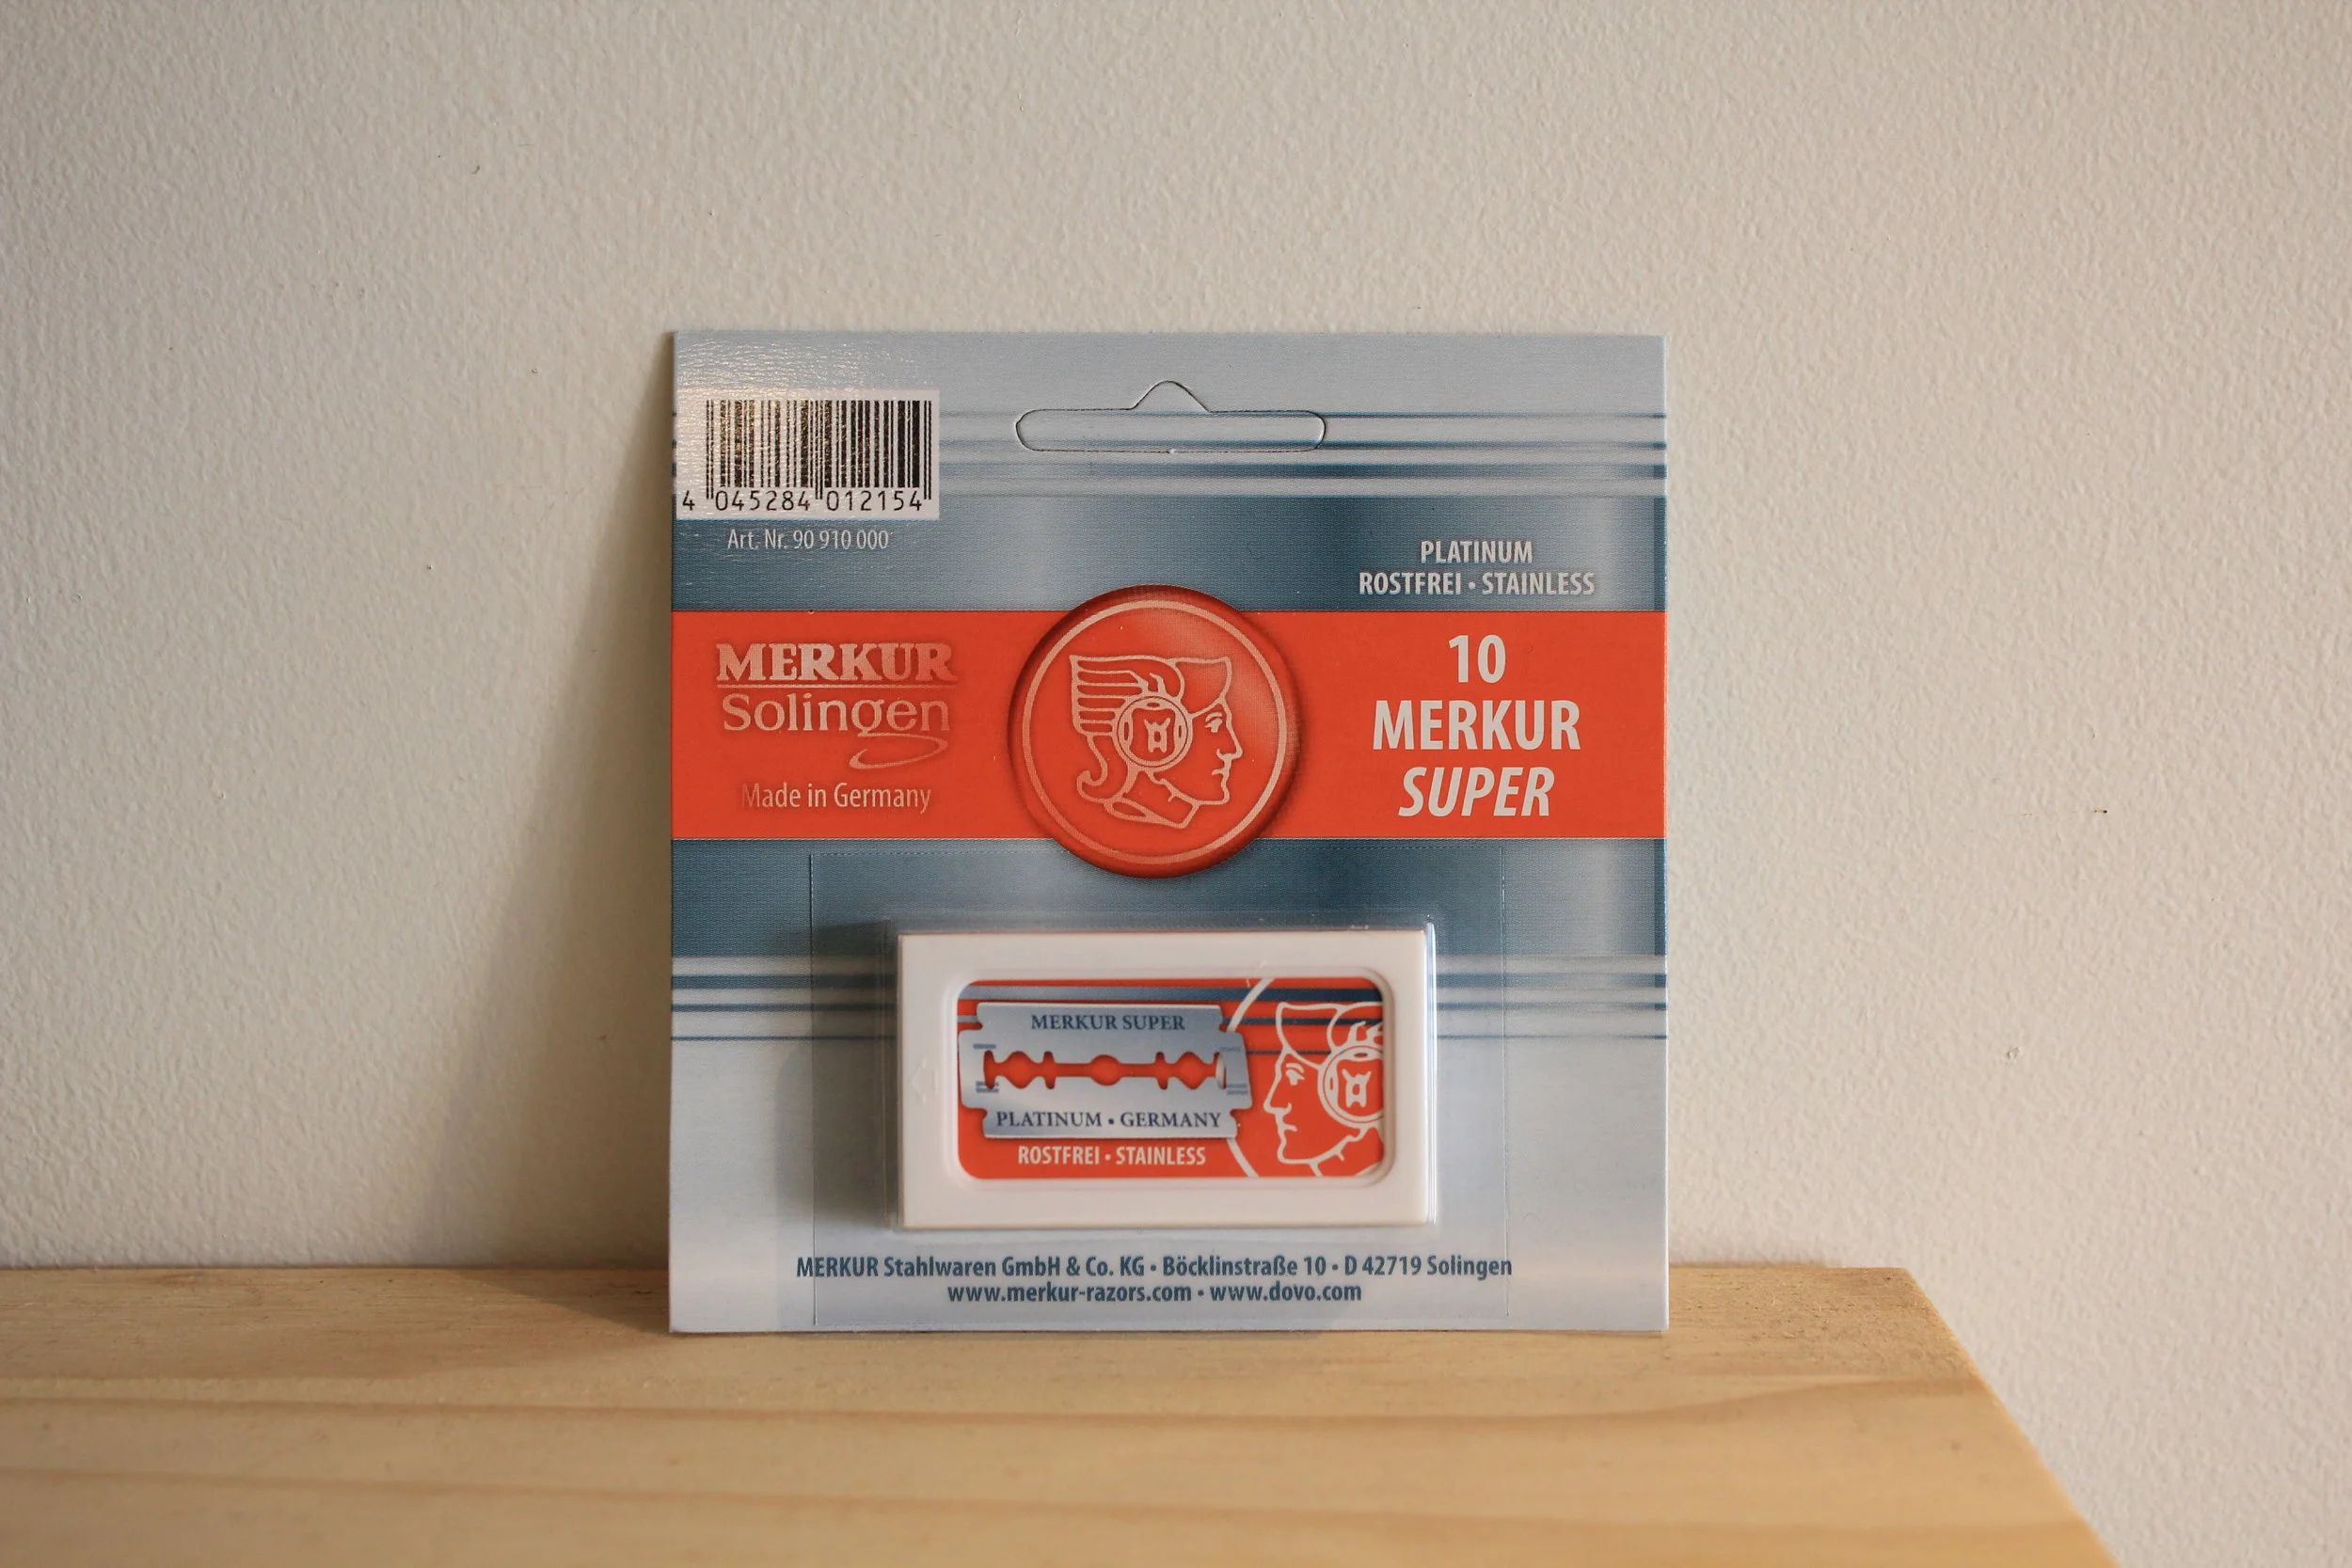 4 045284 012154
Art. Nr. 90 910 000
PLATINUM
ROSTFREI • STAINLESS
MERKUR
Solingen
Made in Germany
10
MERKUR
SUPER
MERKUR SUPER
PLATINUM • GERMANY
ROSTFREI • STAINLESS
MERKUR Stahlwaren GmbH & Co. KG • Böcklinstraße 10 • D 42719 Solingen
www.merkur-razors.com • www.dovo.com